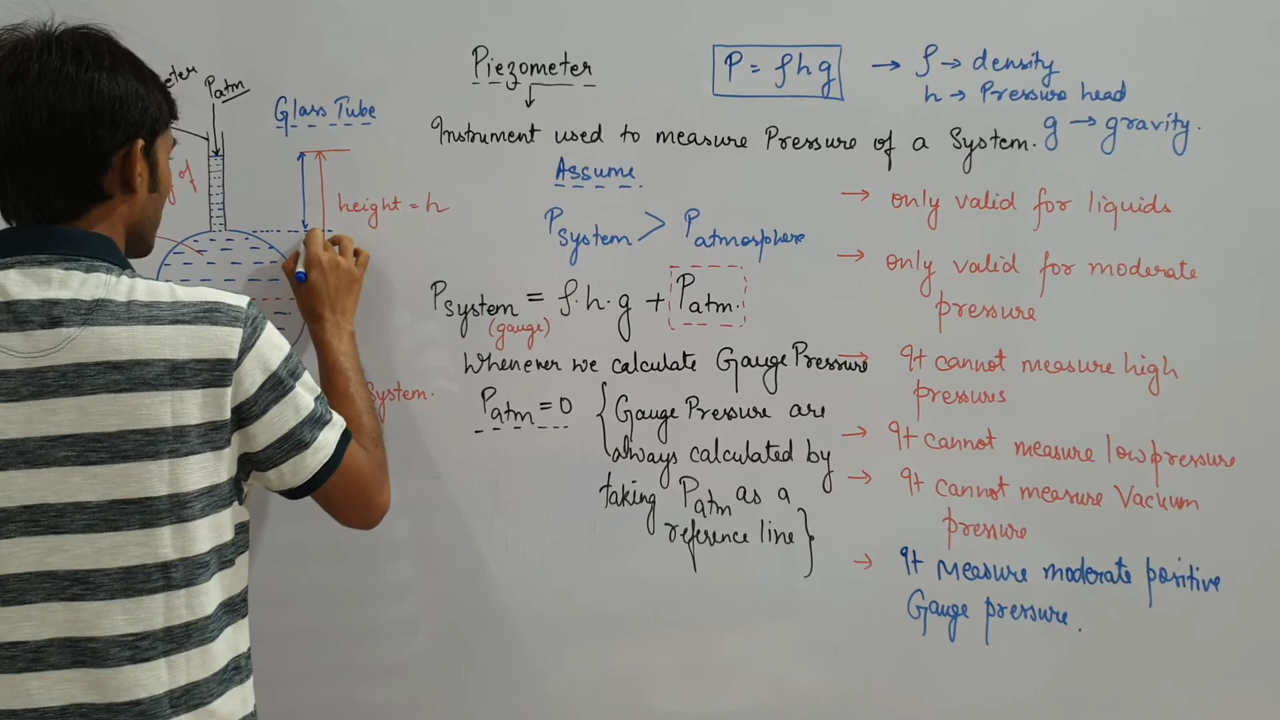 Patm
Glass Tube
height = h
of
System.
Piezometer
Instrument used to measure Pressure of a System.
P = ρhg → ρ → density
h → Pressure head
g → gravity.
Assume
Psystem > Patmosphere
Psystem = ρ.h.g + Patm.
(gauge)
Whenever we calculate Gauge Pressure
Patm = 0 { Gauge Pressure are
always calculated by
taking Patm as a
reference line }
→ only valid for liquids
→ only valid for moderate
pressure
→ It cannot measure high
pressures
→ It cannot measure low pressure
→ It cannot measure Vacuum
pressure
→ It measure moderate positive
Gauge pressure.